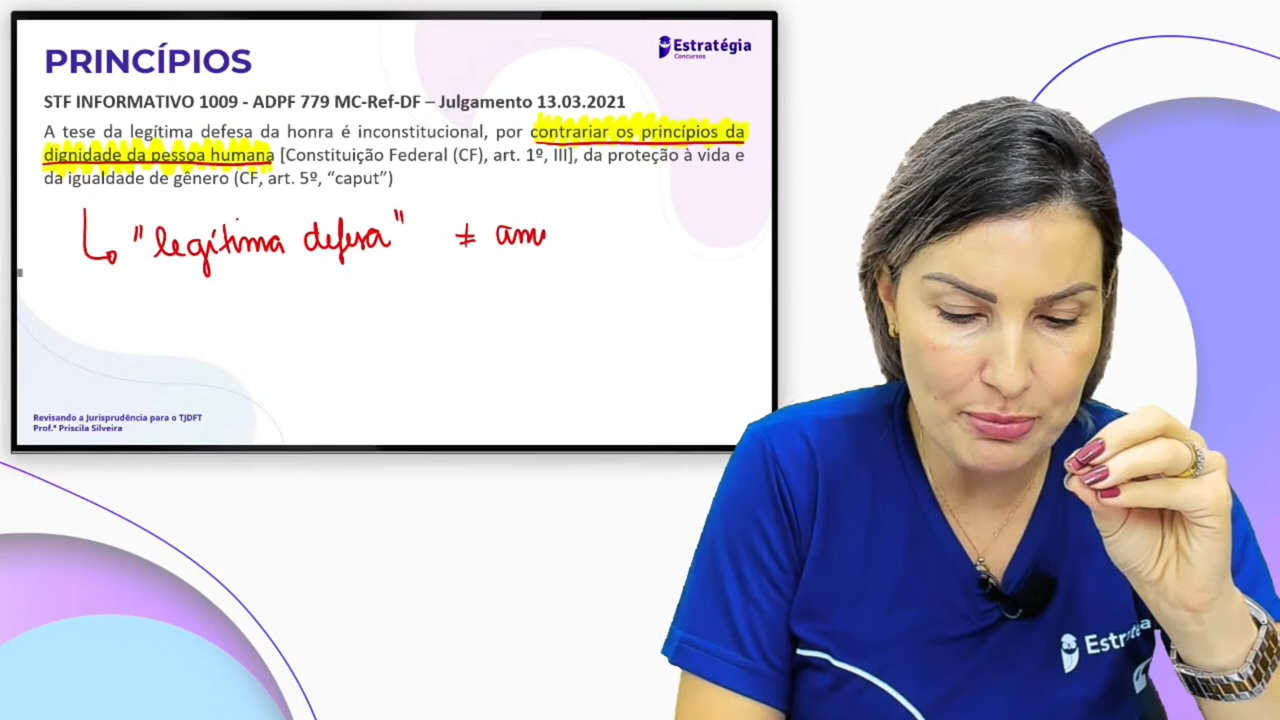 PRINCÍPIOS
Estratégia
Concursos
STF INFORMATIVO 1009 - ADPF 779 MC-Ref-DF – Julgamento 13.03.2021
A tese da legítima defesa da honra é inconstitucional, por contrariar os princípios da
dignidade da pessoa humana [Constituição Federal (CF), art. 1º, III], da proteção à vida e
da igualdade de gênero (CF, art. 5º, “caput”)
"legítima defesa" ≠ am
Revisando a Jurisprudência para o TJDFT
Prof.ª Priscila Silveira